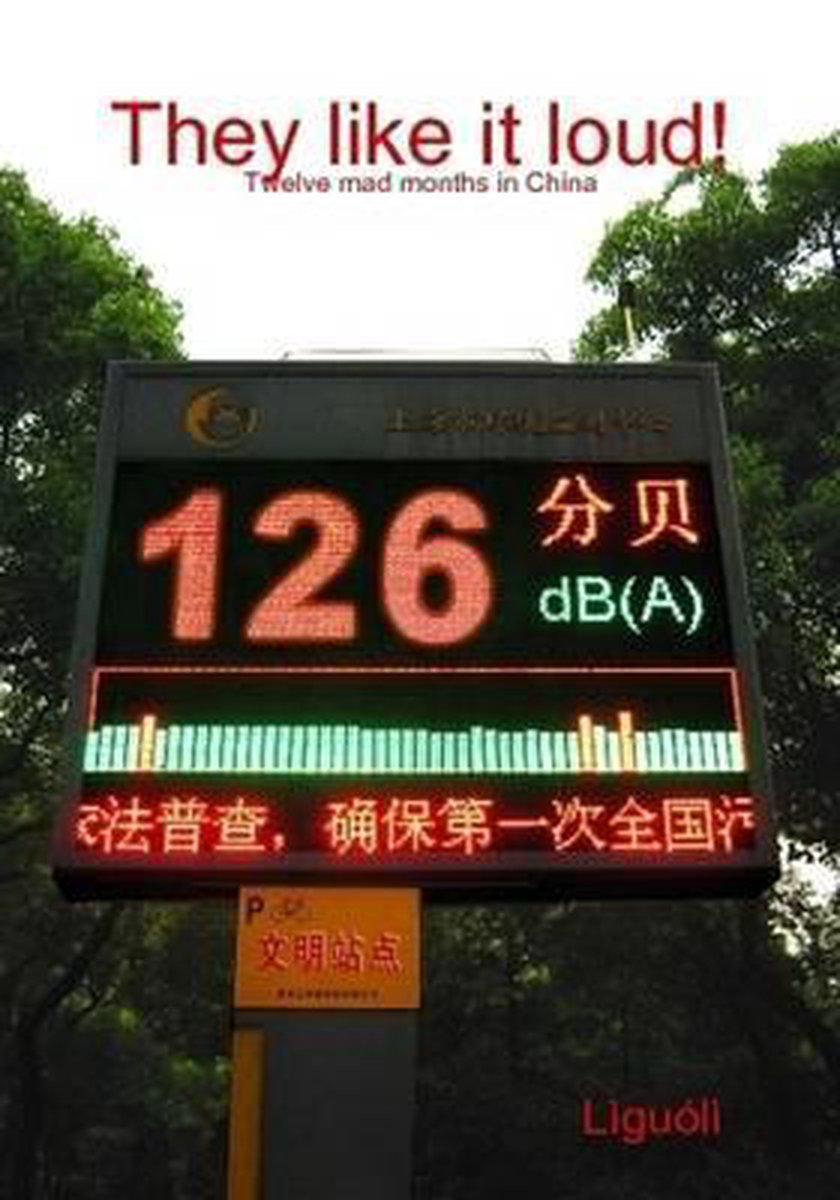 They like it loud!
Twelve mad months in China
126
分贝
dB(A)
法普查，确保第一次全国污
P
文明站点
Lìguólì